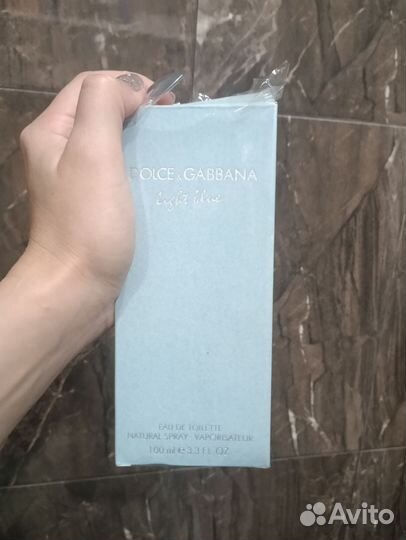 DOLCE & GABBANA
light blue
EAU DE TOILETTE
NATURAL SPRAY - VAPORISATEUR
100 ml ℮ 3.3 FL. OZ
Avito